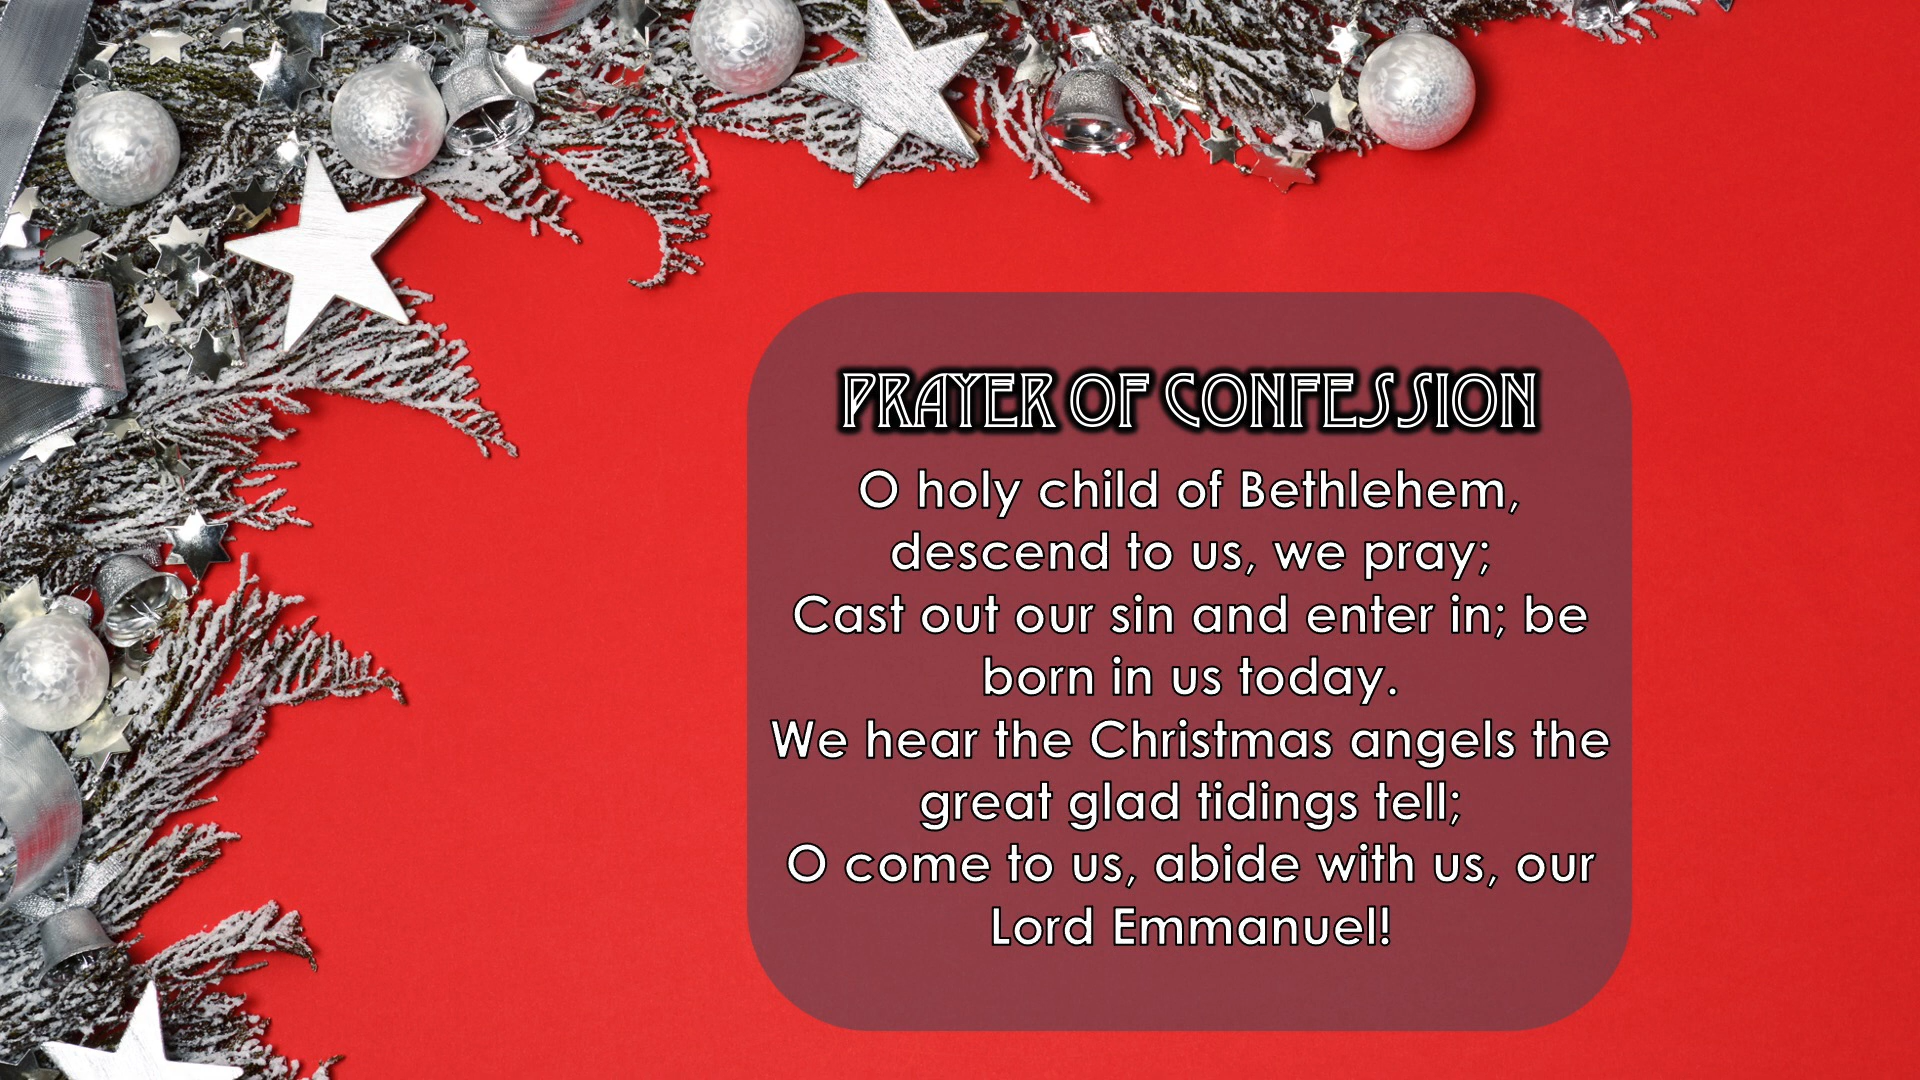 PRAYER OF CONFESSION
O holy child of Bethlehem,
descend to us, we pray;
Cast out our sin and enter in; be
born in us today.
We hear the Christmas angels the
great glad tidings tell;
O come to us, abide with us, our
Lord Emmanuel!